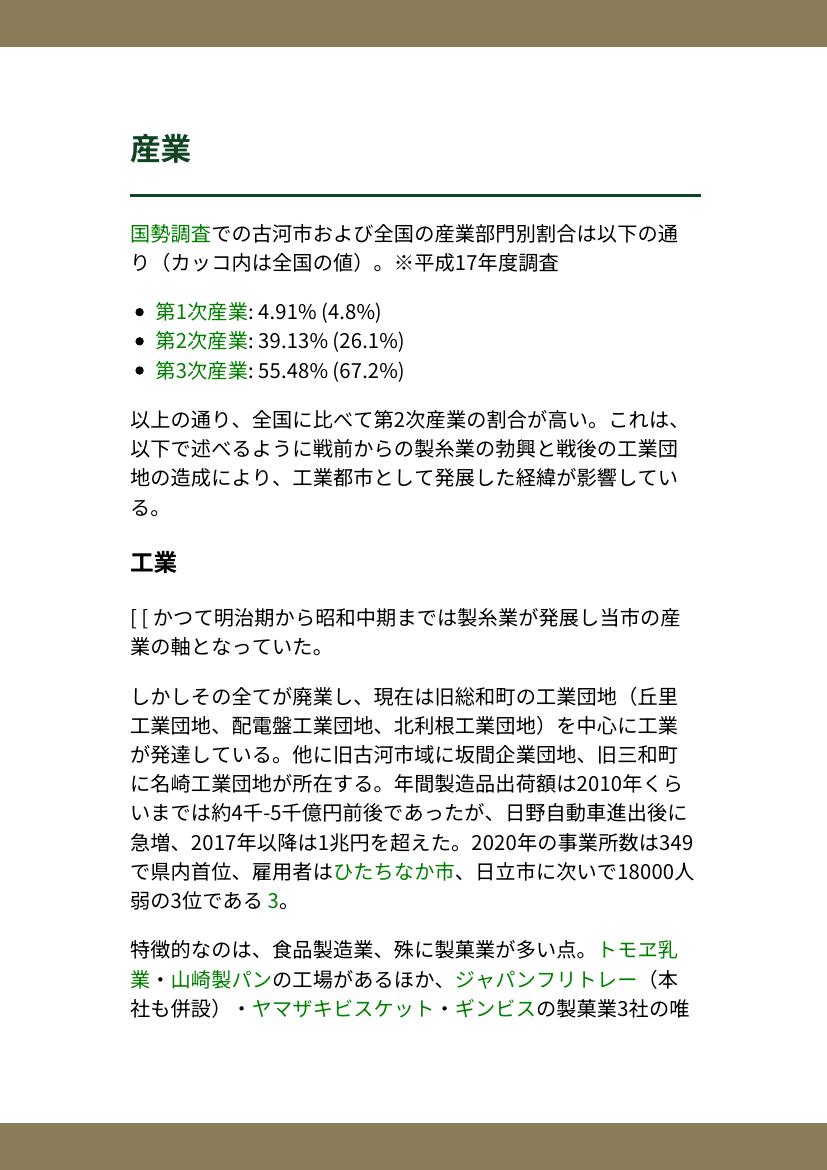 産業
国勢調査での古河市および全国の産業部門別割合は以下の通
り（カッコ内は全国の値）。※平成17年度調査
• 第1次産業: 4.91% (4.8%)
• 第2次産業: 39.13% (26.1%)
• 第3次産業: 55.48% (67.2%)
以上の通り、全国に比べて第2次産業の割合が高い。これは、
以下で述べるように戦前からの製糸業の勃興と戦後の工業団
地の造成により、工業都市として発展した経緯が影響してい
る。
工業
[ [ かつて明治期から昭和中期までは製糸業が発展し当市の産
業の軸となっていた。
しかしその全てが廃業し、現在は旧総和町の工業団地（丘里
工業団地、配電盤工業団地、北利根工業団地）を中心に工業
が発達している。他に旧古河市域に坂間企業団地、旧三和町
に名崎工業団地が所在する。年間製造品出荷額は2010年くら
いまでは約4千-5千億円前後であったが、日野自動車進出後に
急増、2017年以降は1兆円を超えた。2020年の事業所数は349
で県内首位、雇用者はひたちなか市、日立市に次いで18000人
弱の3位である 3。
特徴的なのは、食品製造業、殊に製菓業が多い点。トモヱ乳
業・山崎製パンの工場があるほか、ジャパンフリトレー（本
社も併設）・ヤマザキビスケット・ギンビスの製菓業3社の唯